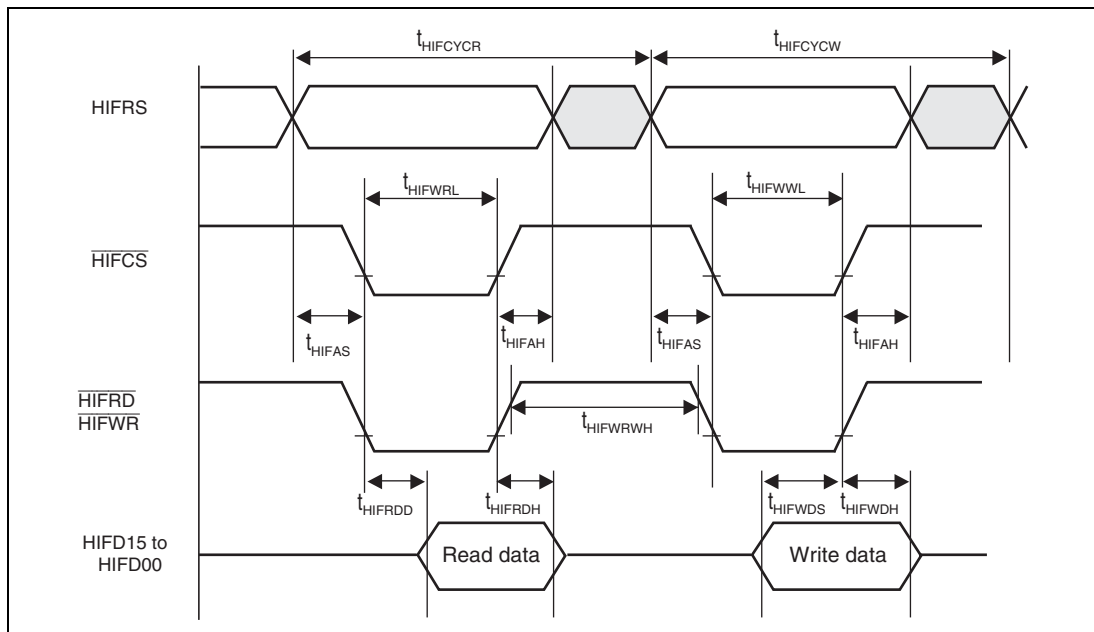 tHIFCYCR tHIFCYCW
HIFRS
tHIFWRL tHIFWWL
HIFCS
tHIFAS tHIFAH tHIFAS tHIFAH
HIFRD
HIFWR
tHIFWRWH
tHIFRDD tHIFRDH tHIFWDS tHIFWDH
HIFD15 to
HIFD00
Read data Write data